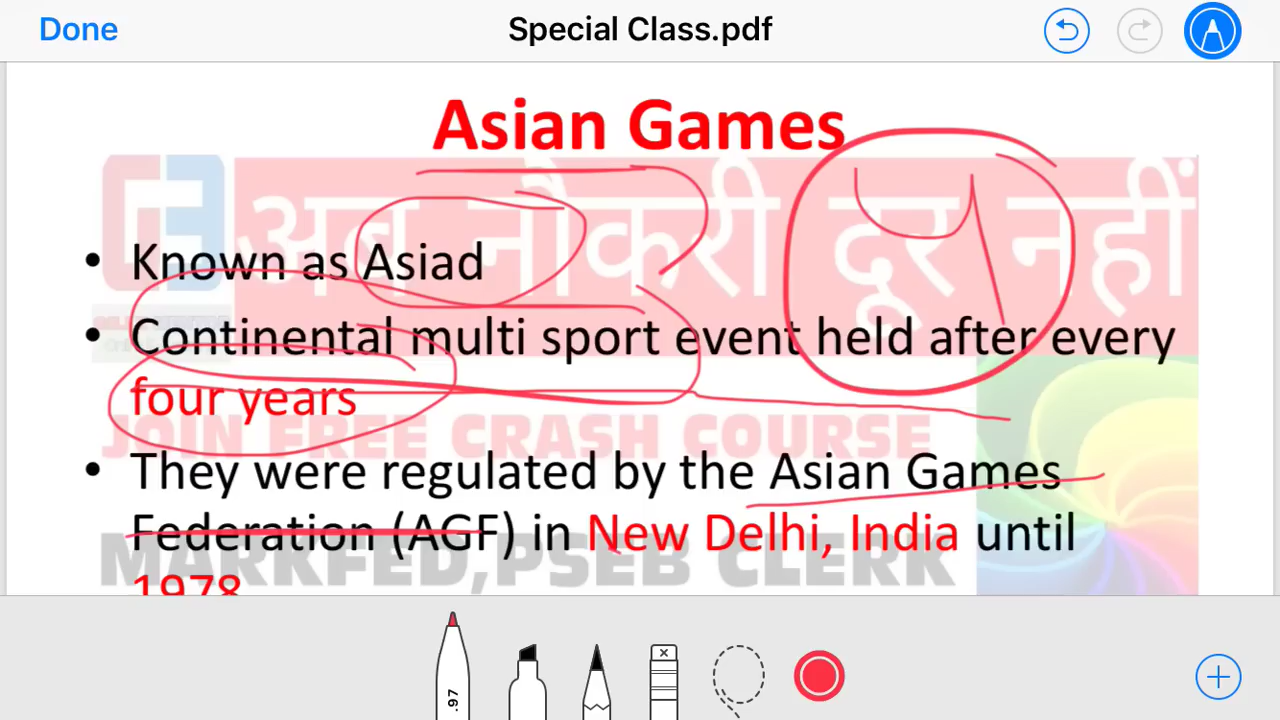 Done
Special Class.pdf
Asian Games
अब नौकरी दूर नहीं
• Known as Asiad
• Continental multi sport event held after every
four years
JOIN FREE CRASH COURSE
• They were regulated by the Asian Games
Federation (AGF) in New Delhi, India until
MARKFED,PSEB CLERK
1978
.97